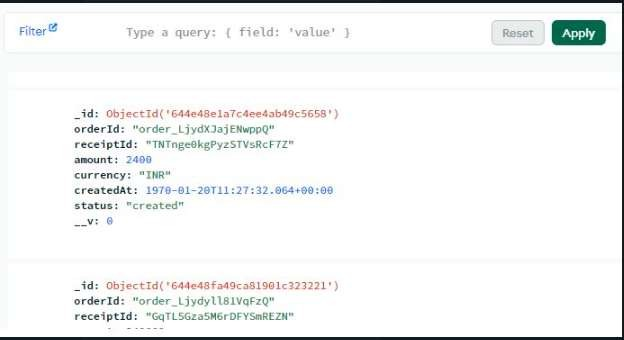 Filter
Type a query: { field: 'value' }
Reset
Apply
_id: ObjectId('644e48e1a7c4ee4ab49c5658')
orderId: "order_LjydXJajENwppQ"
receiptId: "TNTnge0kgPyzSTVsRcF7Z"
amount: 2400
currency: "INR"
createdAt: 1970-01-20T11:27:32.064+00:00
status: "created"
__v: 0
_id: ObjectId('644e48fa49ca81901c323221')
orderId: "order_Ljydyll81VqFzQ"
receiptId: "GqTL5Gza5M6rDFYSmREZN"